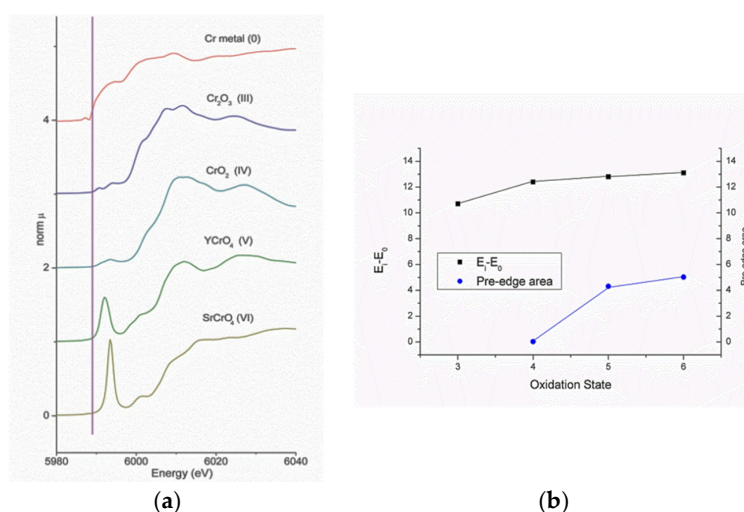 Cr metal (0)
Cr₂O₃ (III)
CrO₂ (IV)
YCrO₄ (V)
SrCrO₄ (VI)
norm μ
4
2
0
5980
6000
6020
6040
Energy (eV)
(a)
14
12
10
8
6
4
2
0
Eᵢ-E₀
Eᵢ-E₀
Pre-edge area
14
12
10
8
6
4
2
0
3
4
5
6
Oxidation State
(b)